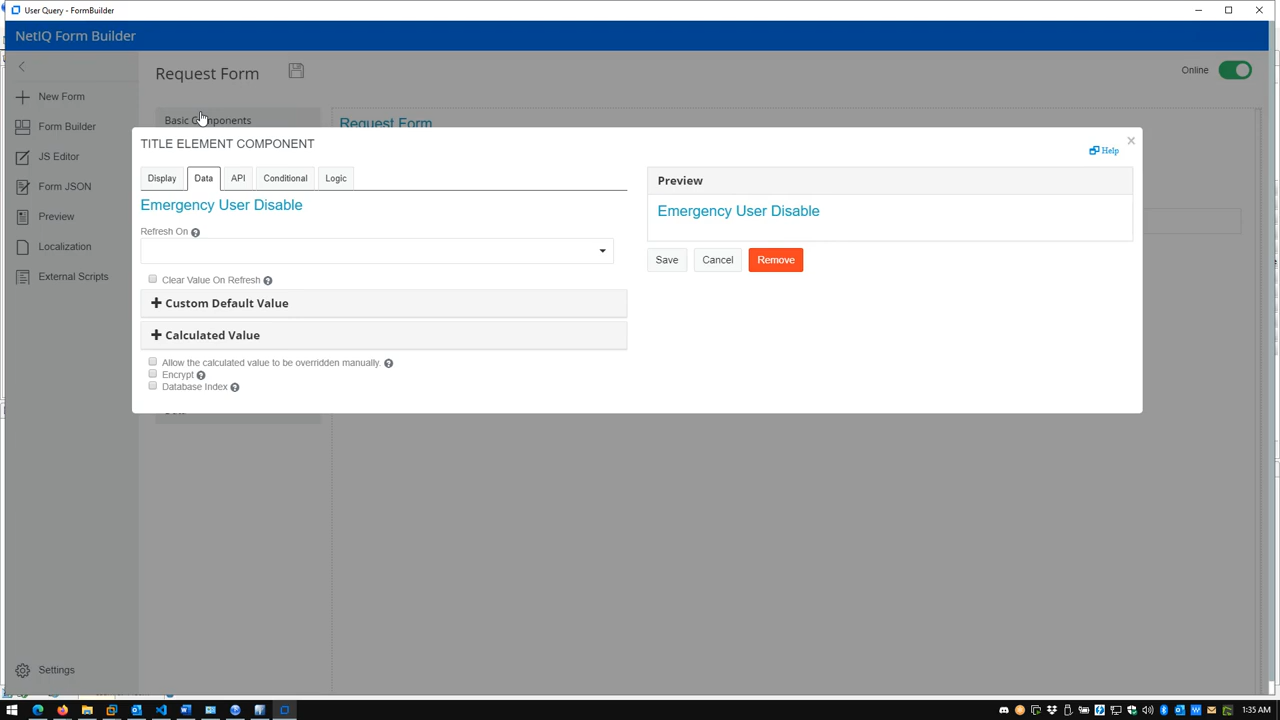 User Query - FormBuilder
NetIQ Form Builder
Request Form
Online
New Form
Form Builder
JS Editor
Form JSON
Preview
Localization
External Scripts
Settings
Basic Components
Request Form
TITLE ELEMENT COMPONENT
Help
Display Data API Conditional Logic
Emergency User Disable
Refresh On
Clear Value On Refresh
Custom Default Value
Calculated Value
Allow the calculated value to be overridden manually.
Encrypt
Database Index
Preview
Emergency User Disable
Save Cancel Remove
1:35 AM